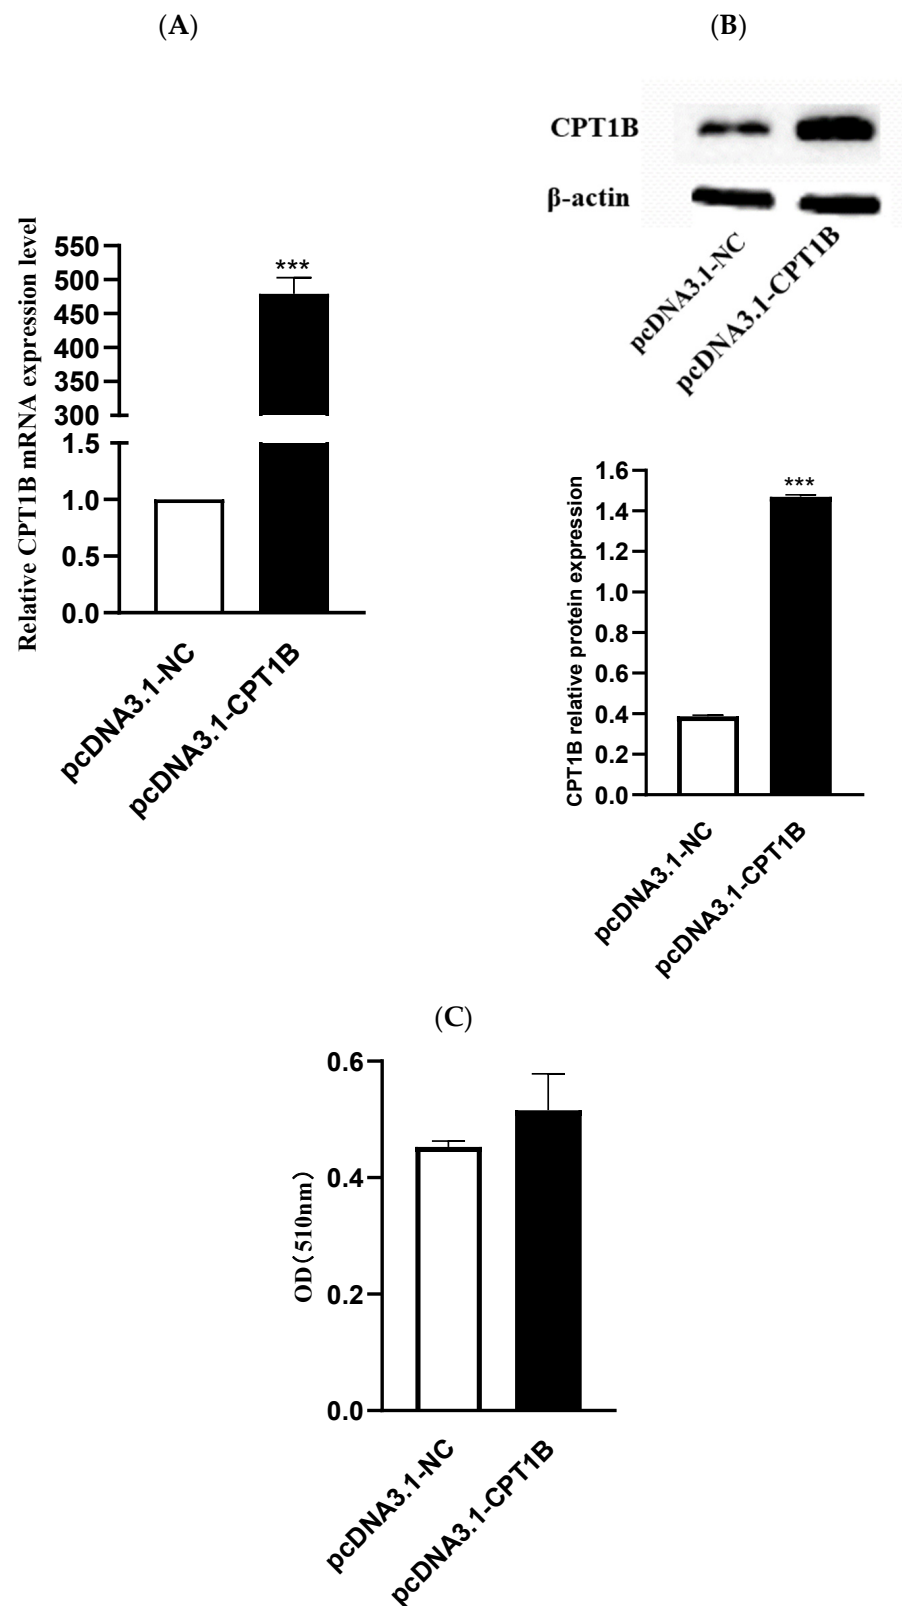 (A)
Relative CPT1B mRNA expression level
550
500
450
400
350
300
1.5
1.0
0.5
0.0
***
pcDNA3.1-NC
pcDNA3.1-CPT1B
(B)
CPT1B
β-actin
pcDNA3.1-NC
pcDNA3.1-CPT1B
CPT1B relative protein expression
1.6
1.4
1.2
1.0
0.8
0.6
0.4
0.2
0.0
***
pcDNA3.1-NC
pcDNA3.1-CPT1B
(C)
OD（510nm）
0.6
0.4
0.2
0.0
pcDNA3.1-NC
pcDNA3.1-CPT1B